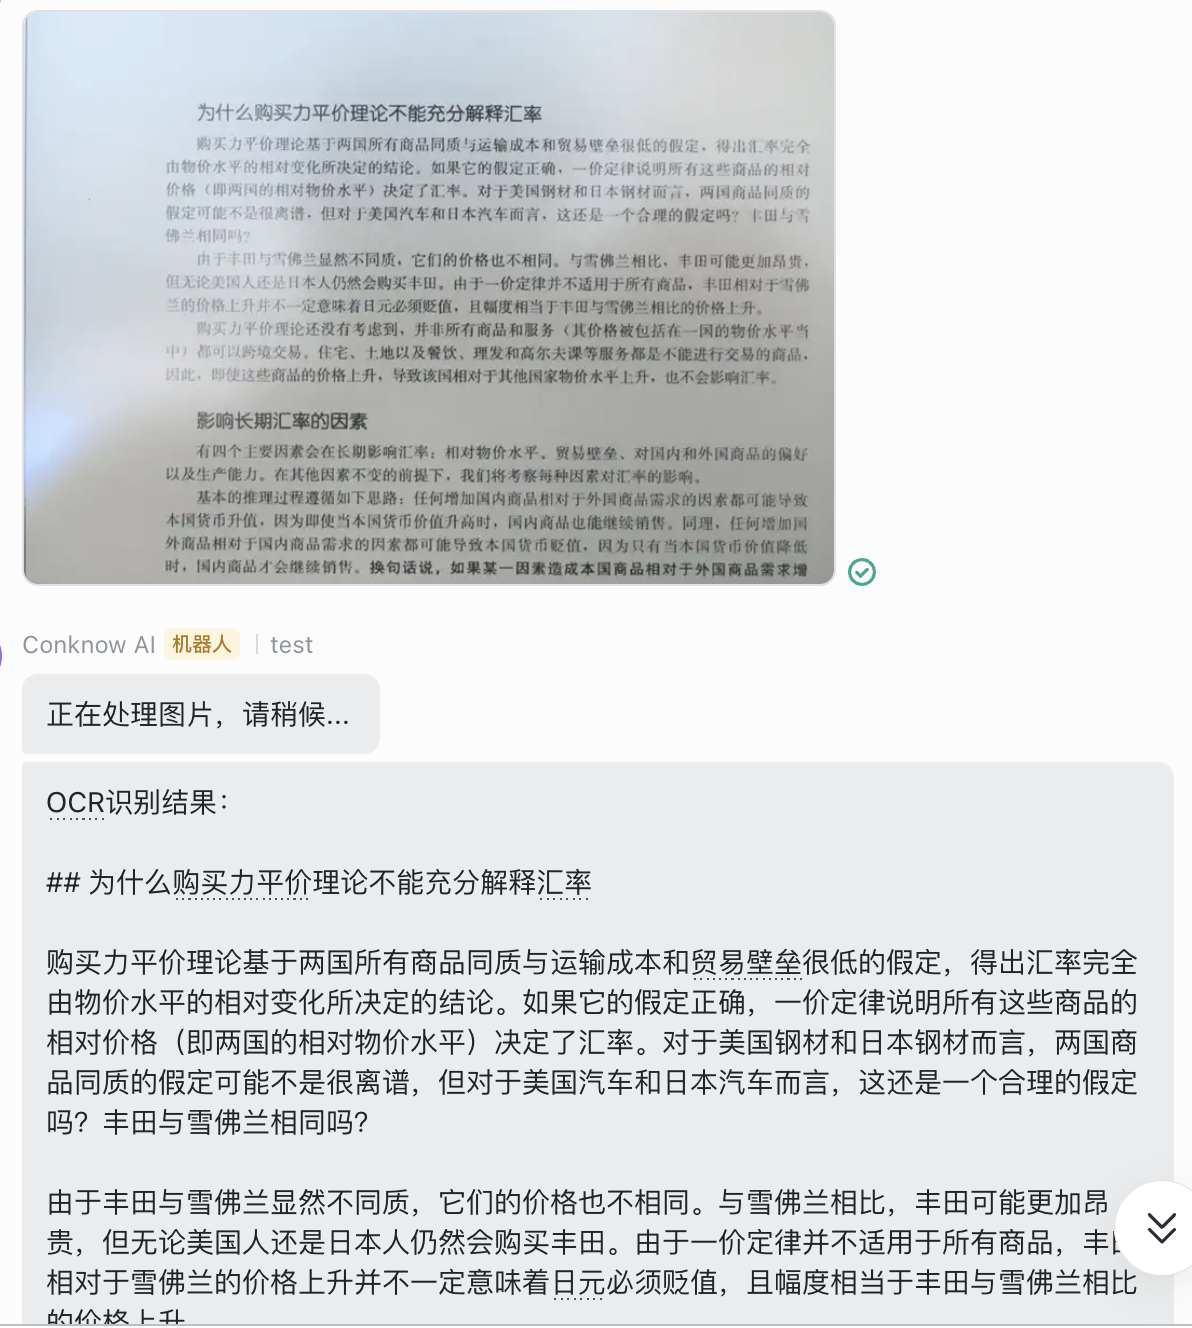 为什么购买力平价理论不能充分解释汇率
购买力平价理论基于两国所有商品同质与运输成本和贸易壁垒很低的假定，得出汇率完全
由物价水平的相对变化所决定的结论。如果它的假定正确，一价定律说明所有这些商品的相对
价格（即两国的相对物价水平）决定了汇率。对于美国钢材和日本钢材而言，两国商品同质的
假定可能不是很离谱，但对于美国汽车和日本汽车而言，这还是一个合理的假定吗？丰田与雪
佛兰相同吗？
由于丰田与雪佛兰显然不同质，它们的价格也不相同。与雪佛兰相比，丰田可能更加昂贵，
但无论美国人还是日本人仍然会购买丰田。由于一价定律并不适用于所有商品，丰田相对于雪佛
兰的价格上升并不一定意味着日元必须贬值，且幅度相当于丰田与雪佛兰相比的价格上升。
购买力平价理论还没有考虑到，并非所有商品和服务（其价格被包括在一国的物价水平当
中）都可以跨境交易。住宅、土地以及餐饮、理发和高尔夫课等服务都是不能进行交易的商品，
因此，即使这些商品的价格上升，导致该国相对于其他国家物价水平上升，也不会影响汇率。
影响长期汇率的因素
有四个主要因素会在长期影响汇率：相对物价水平、贸易壁垒、对国内和外国商品的偏好
以及生产能力。在其他因素不变的前提下，我们将考察每种因素对汇率的影响。
基本的推理过程遵循如下思路：任何增加国内商品相对于外国商品需求的因素都可能导致
本国货币升值，因为即使当本国货币价值升高时，国内商品也能继续销售。同理，任何增加国
外商品相对于国内商品需求的因素都可能导致本国货币贬值，因为只有当本国货币价值降低
时，国内商品才会继续销售。换句话说，如果某一因素造成本国商品相对于外国商品需求增
Conknow AI 机器人 | test
正在处理图片，请稍候...
OCR识别结果：
## 为什么购买力平价理论不能充分解释汇率
购买力平价理论基于两国所有商品同质与运输成本和贸易壁垒很低的假定，得出汇率完全
由物价水平的相对变化所决定的结论。如果它的假定正确，一价定律说明所有这些商品的
相对价格（即两国的相对物价水平）决定了汇率。对于美国钢材和日本钢材而言，两国商
品同质的假定可能不是很离谱，但对于美国汽车和日本汽车而言，这还是一个合理的假定
吗？丰田与雪佛兰相同吗？
由于丰田与雪佛兰显然不同质，它们的价格也不相同。与雪佛兰相比，丰田可能更加昂
贵，但无论美国人还是日本人仍然会购买丰田。由于一价定律并不适用于所有商品，丰田
相对于雪佛兰的价格上升并不一定意味着日元必须贬值，且幅度相当于丰田与雪佛兰相比
的价格上升